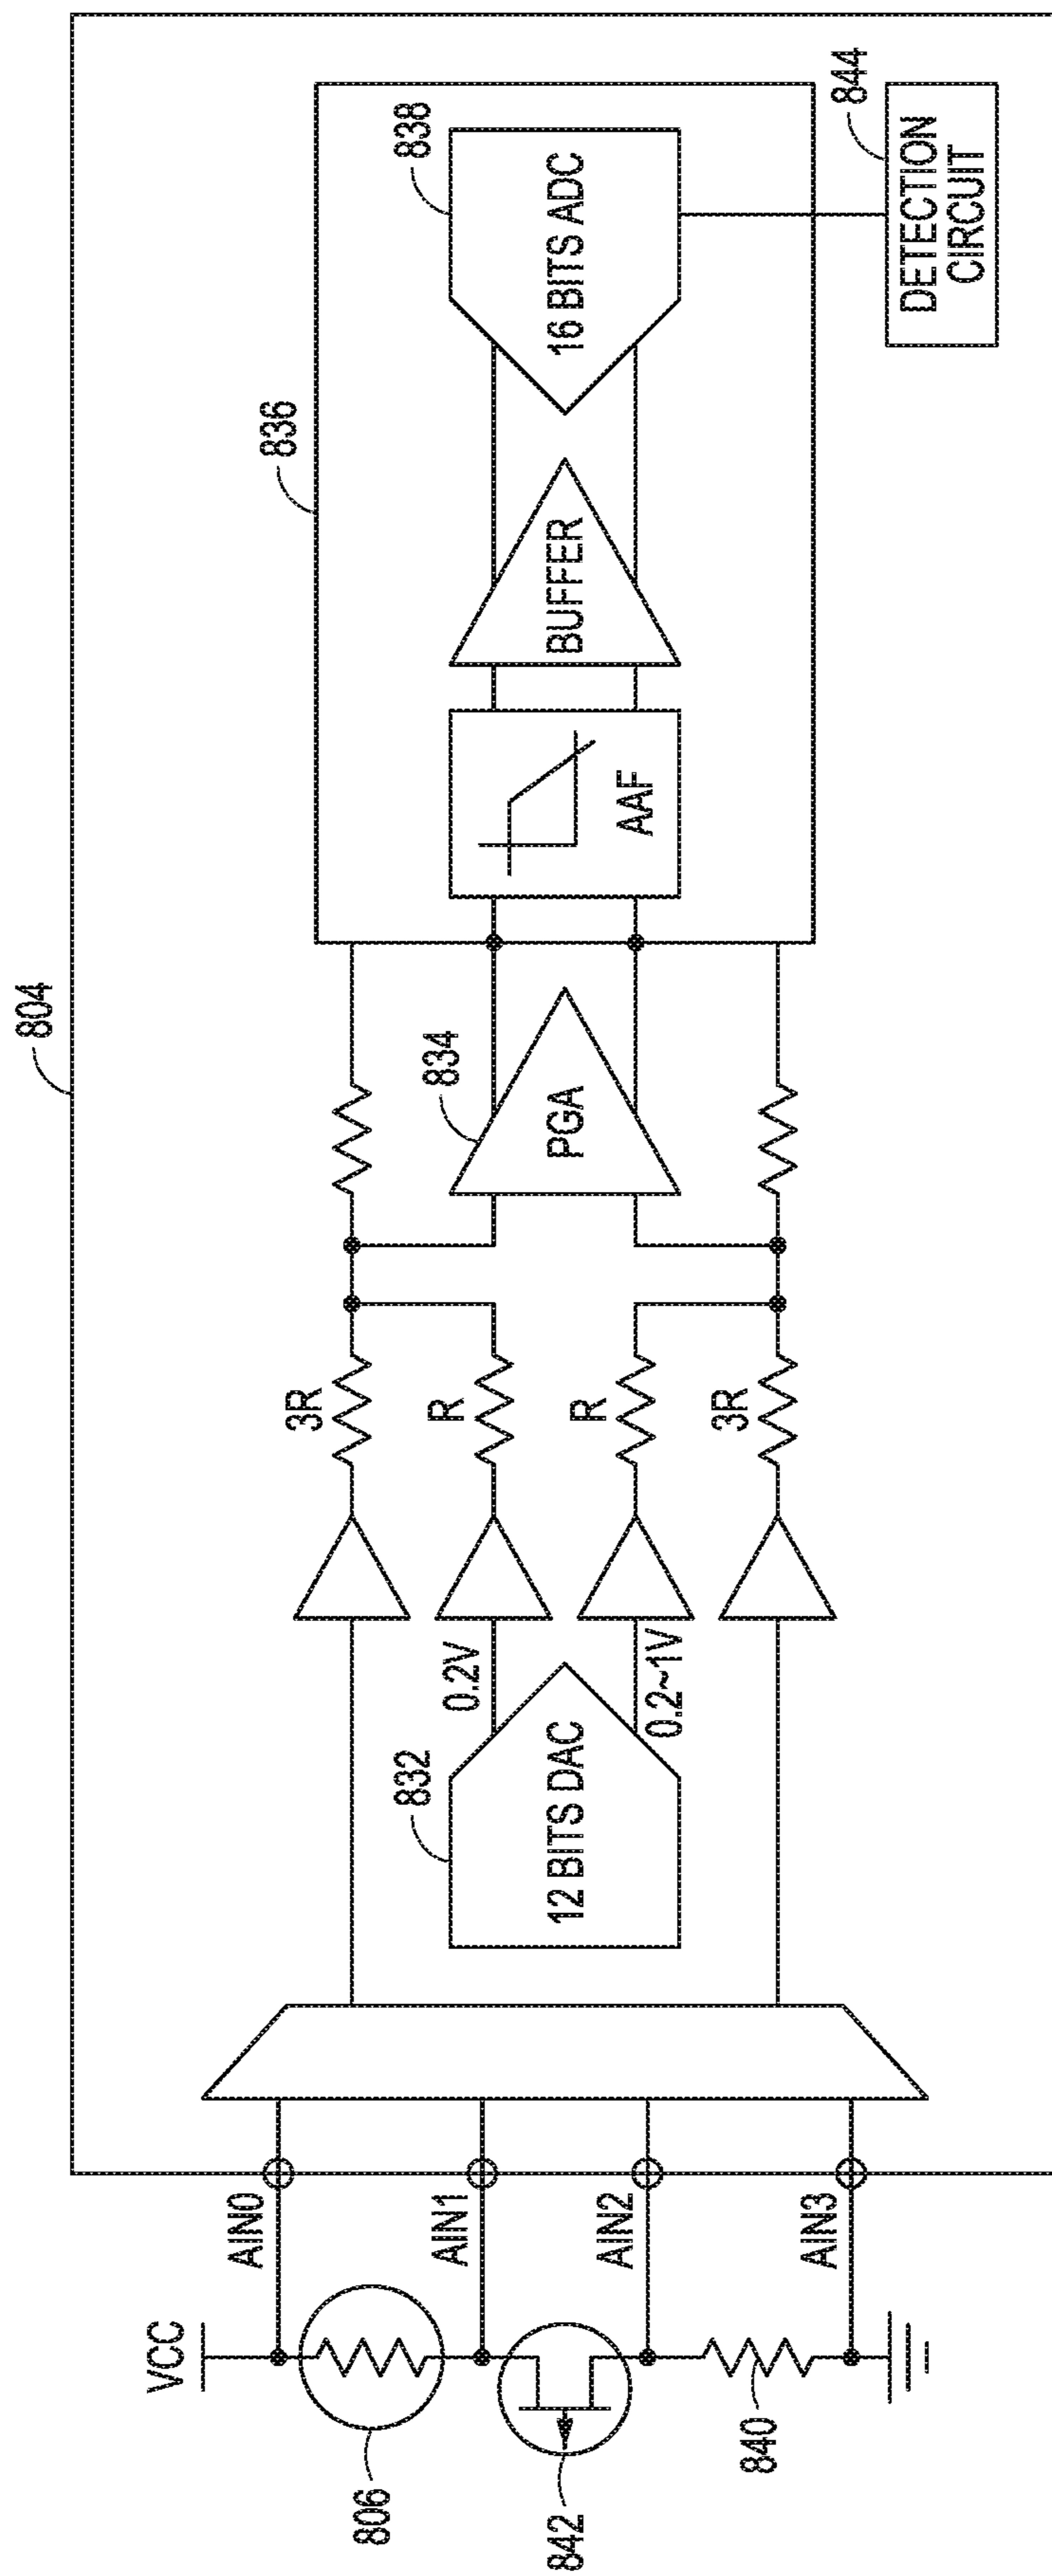 804
836
838
16 BITS ADC
844
DETECTION
CIRCUIT
BUFFER
AAF
834
PGA
3R
R
R
3R
832
12 BITS DAC
0.2V
0.2~1V
VCC
AIN0
AIN1
AIN2
AIN3
806
842
840